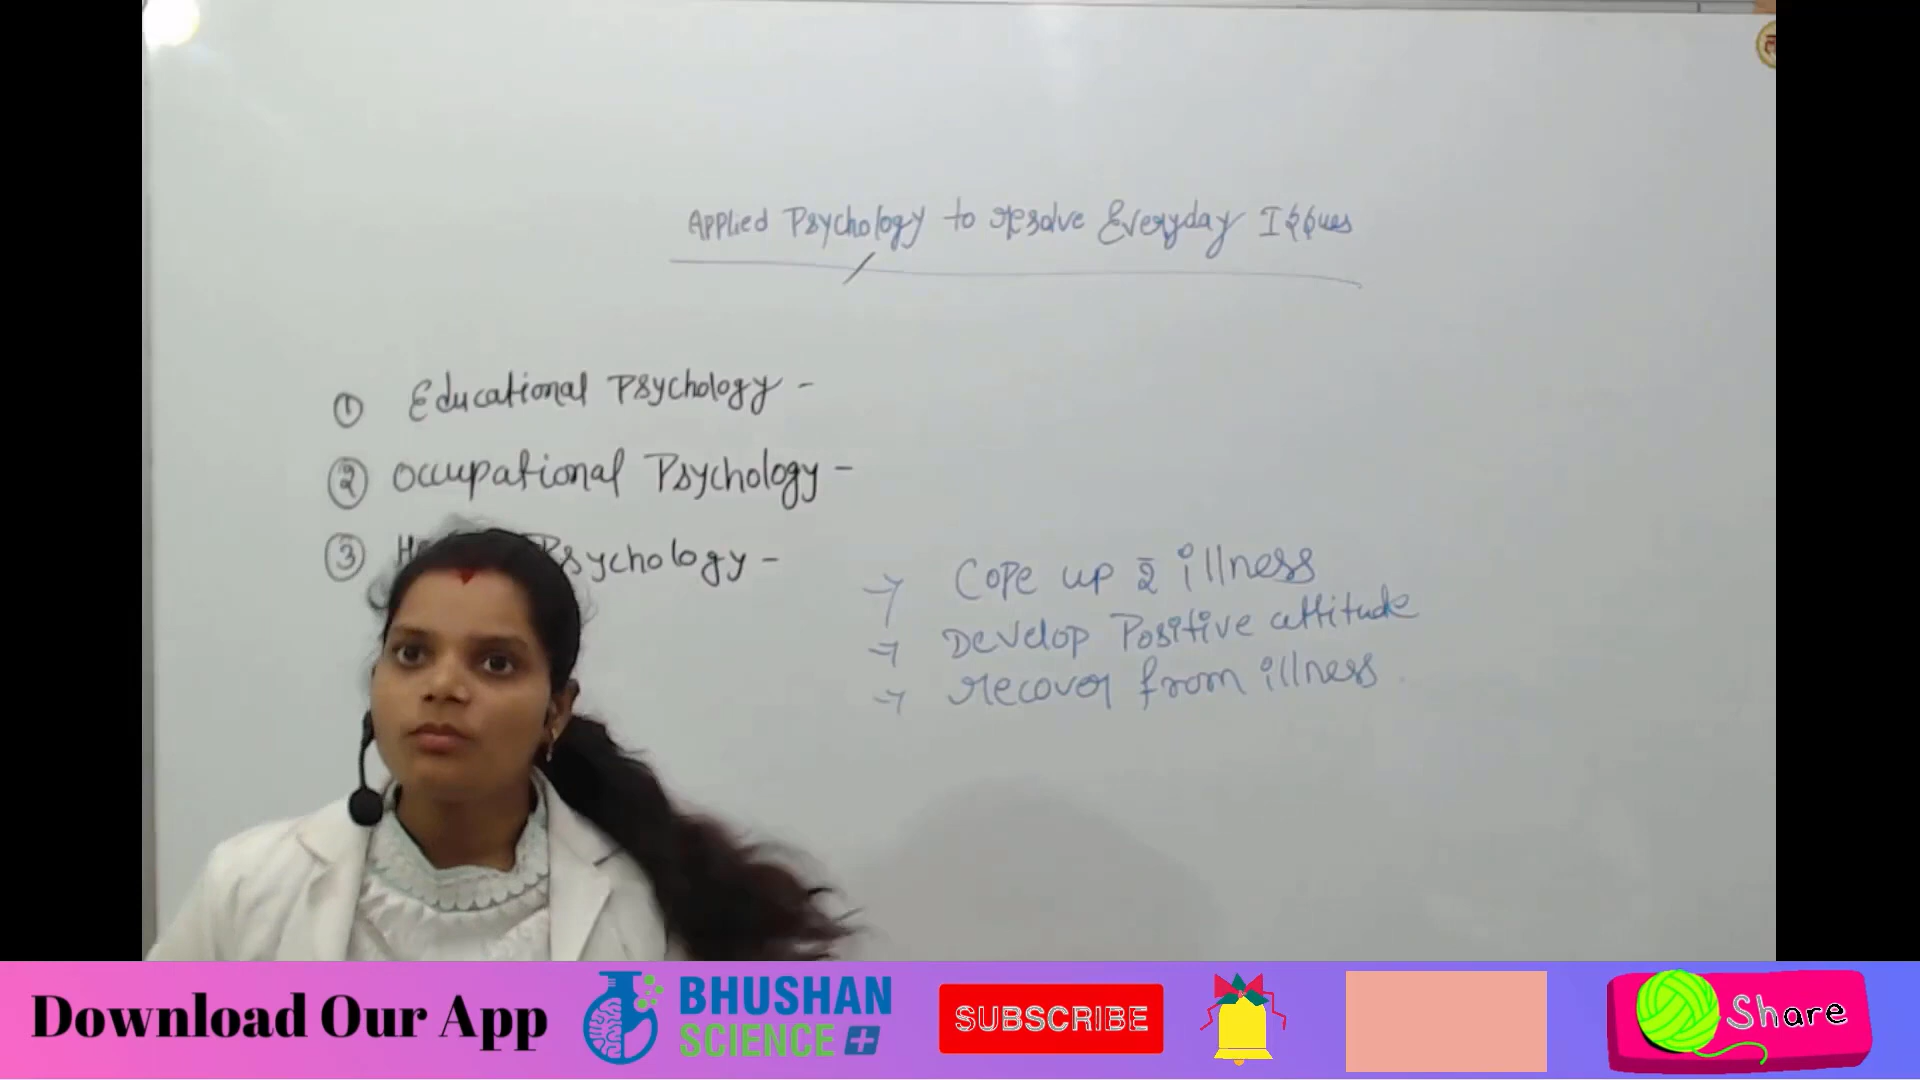 Applied Psychology to resolve Everyday Issues
① Educational Psychology -
② Occupational Psychology -
③ Psychology -
→ Cope up c̄ illness
→ Develop Positive attitude
→ recover from illness
Download Our App
BHUSHAN
SCIENCE +
SUBSCRIBE
Share